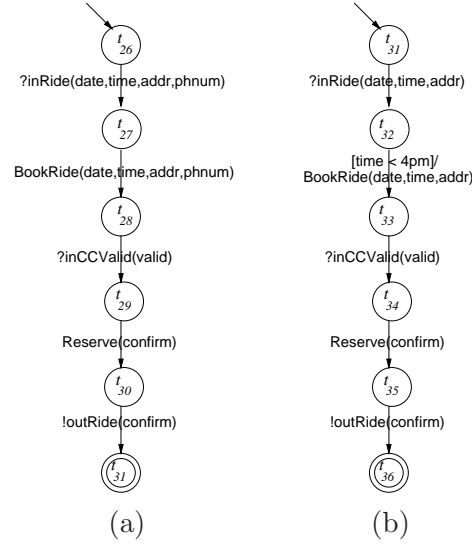 t26
?inRide(date,time,addr,phnum)
t27
BookRide(date,time,addr,phnum)
t28
?inCCValid(valid)
t29
Reserve(confirm)
t30
!outRide(confirm)
t31
(a)
t31
?inRide(date,time,addr)
t32
[time < 4pm]/
BookRide(date,time,addr)
t33
?inCCValid(valid)
t34
Reserve(confirm)
t35
!outRide(confirm)
t36
(b)